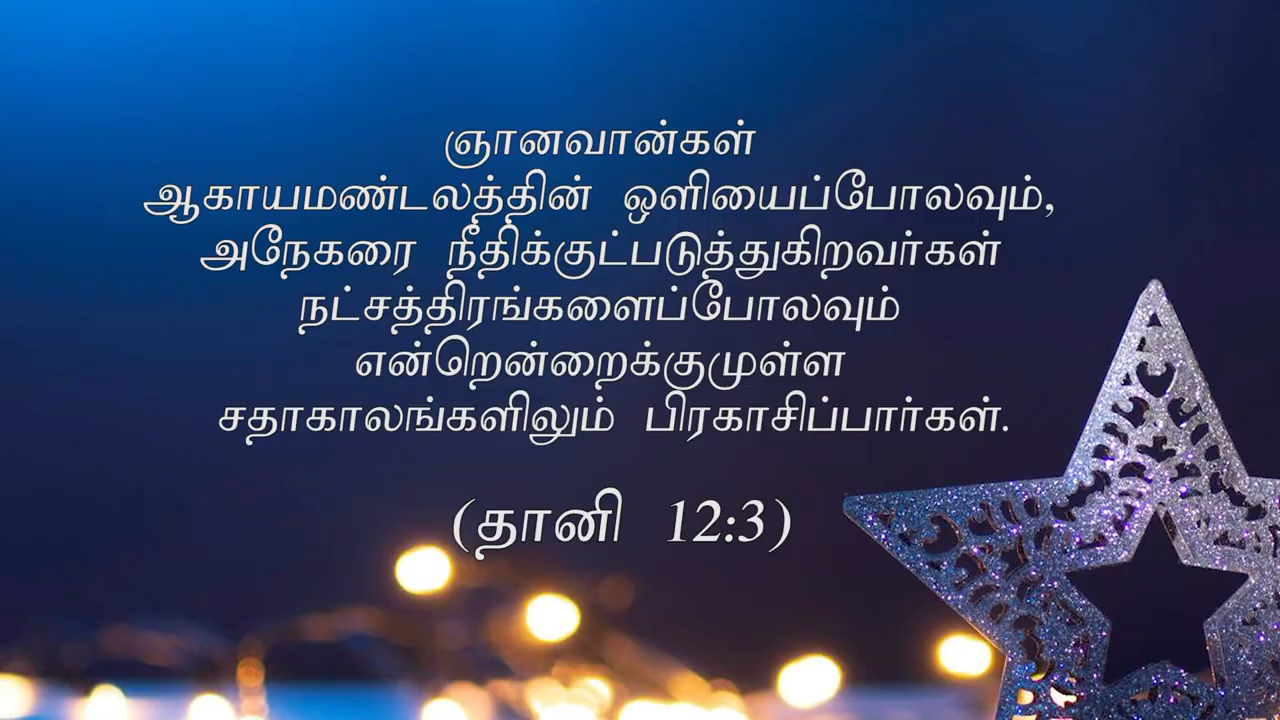 ஞானவான்கள்
ஆகாயமண்டலத்தின் ஒளியைப்போலவும்,
அநேகரை நீதிக்குட்படுத்துகிறவர்கள்
நட்சத்திரங்களைப்போலவும்
என்றென்றைக்குமுள்ள
சதாகாலங்களிலும் பிரகாசிப்பார்கள்.
(தானி 12:3)